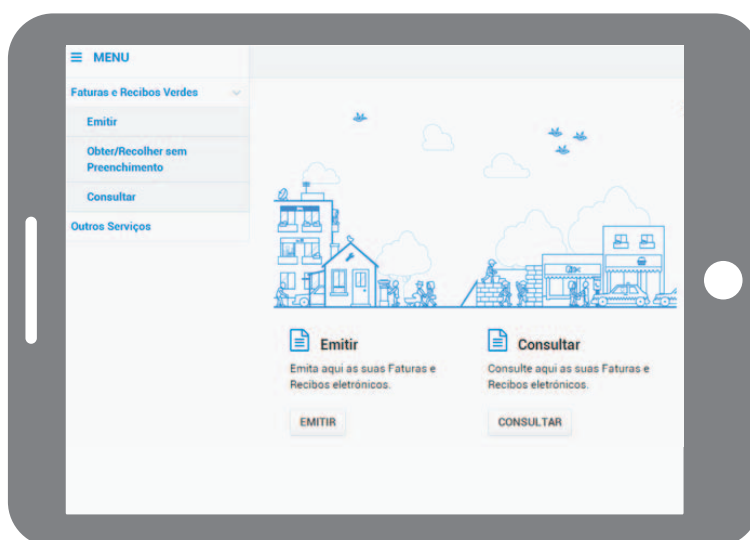 ≡ MENU
Faturas e Recibos Verdes
Emitir
Obter/Recolher sem
Preenchimento
Consultar
Outros Serviços
Emitir
Emita aqui as suas Faturas e
Recibos eletrónicos.
EMITIR
Consultar
Consulte aqui as suas Faturas e
Recibos eletrónicos.
CONSULTAR